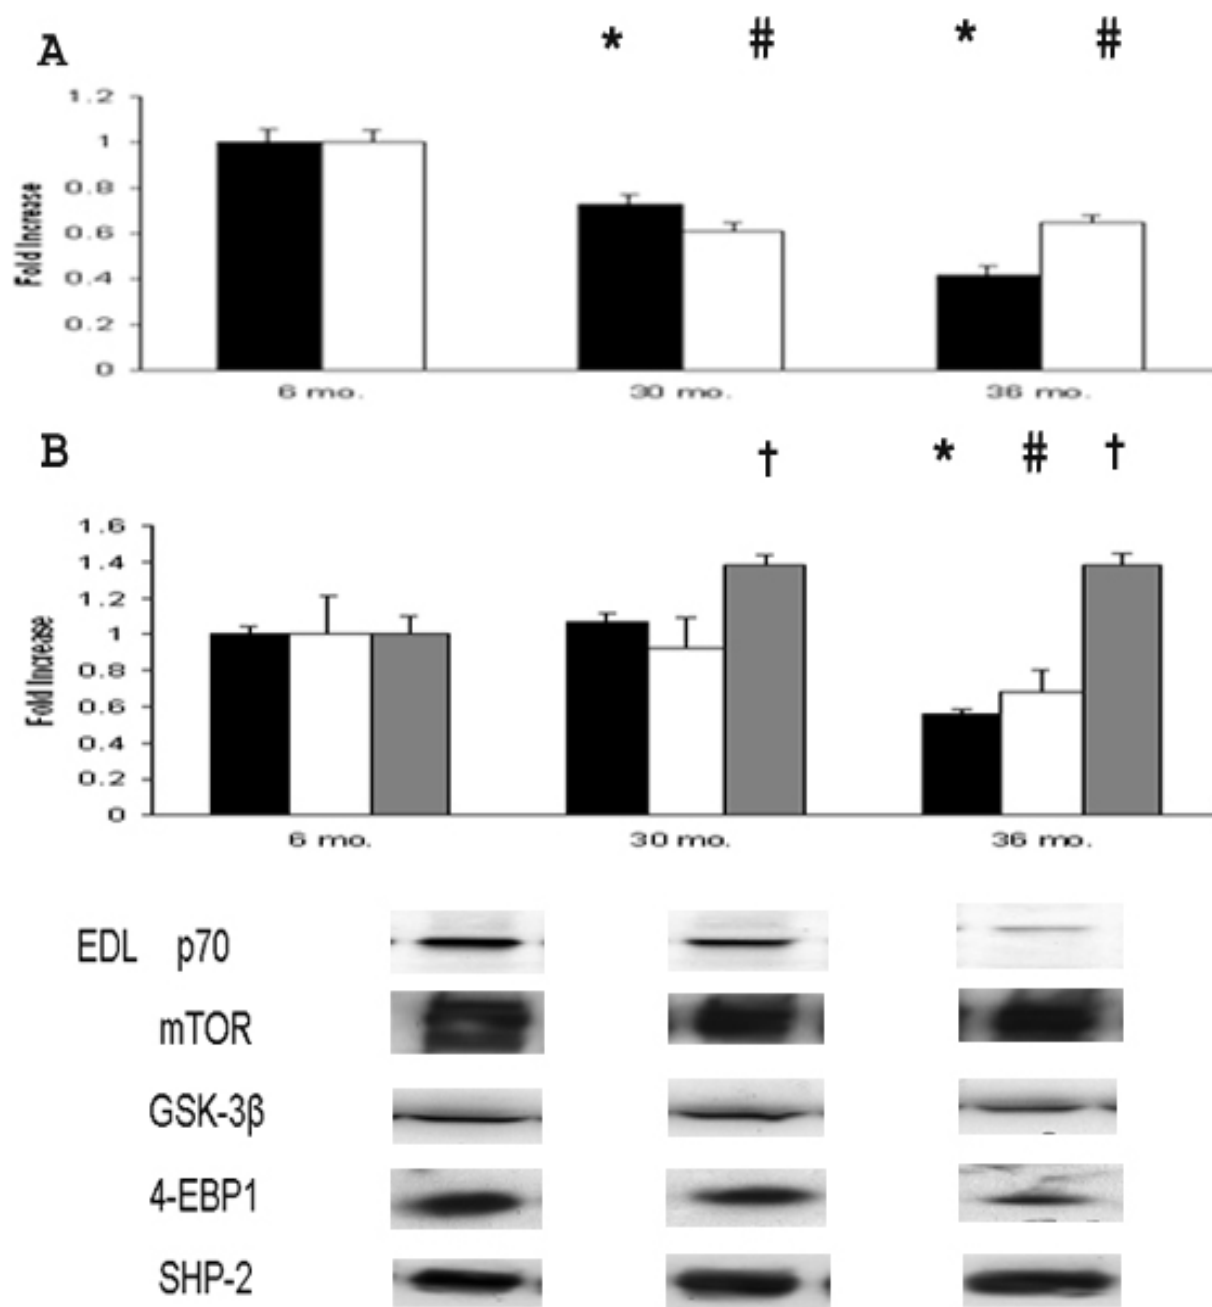 A
* # * #
1.2
1
0.8
0.6
0.4
0.2
0
Fold Increase
6 mo. 30 mo. 36 mo.
B
† * # †
1.6
1.4
1.2
1
0.8
0.6
0.4
0.2
0
Fold Increase
6 mo. 30 mo. 36 mo.
EDL p70
mTOR
GSK-3β
4-EBP1
SHP-2